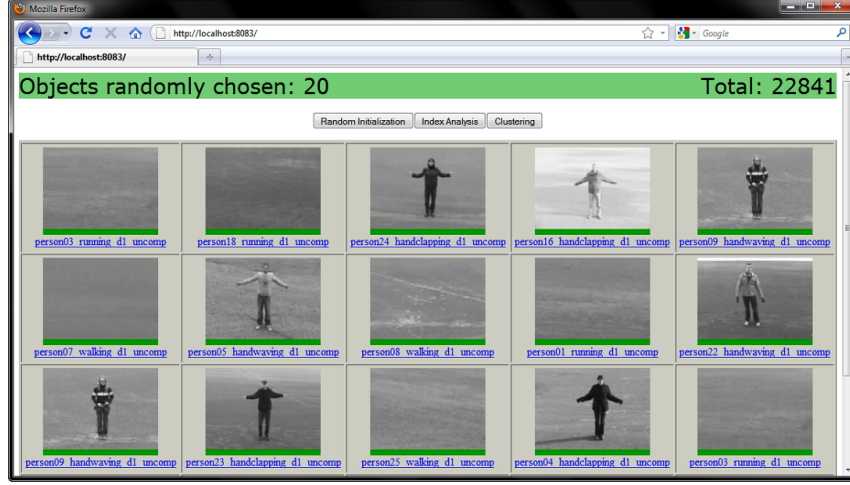 Mozilla Firefox
http://localhost:8083/
Google
http://localhost:8083/
Objects randomly chosen: 20 Total: 22841
Random Initialization Index Analysis Clustering
person03_running_d1_uncomp person18_running_d1_uncomp person24_handclapping_d1_uncomp person16_handclapping_d1_uncomp person09_handwaving_d1_uncomp
person07_walking_d1_uncomp person05_handwaving_d1_uncomp person08_walking_d1_uncomp person01_running_d1_uncomp person22_handwaving_d1_uncomp
person09_handwaving_d1_uncomp person23_handclapping_d1_uncomp person25_walking_d1_uncomp person04_handclapping_d1_uncomp person03_running_d1_uncomp